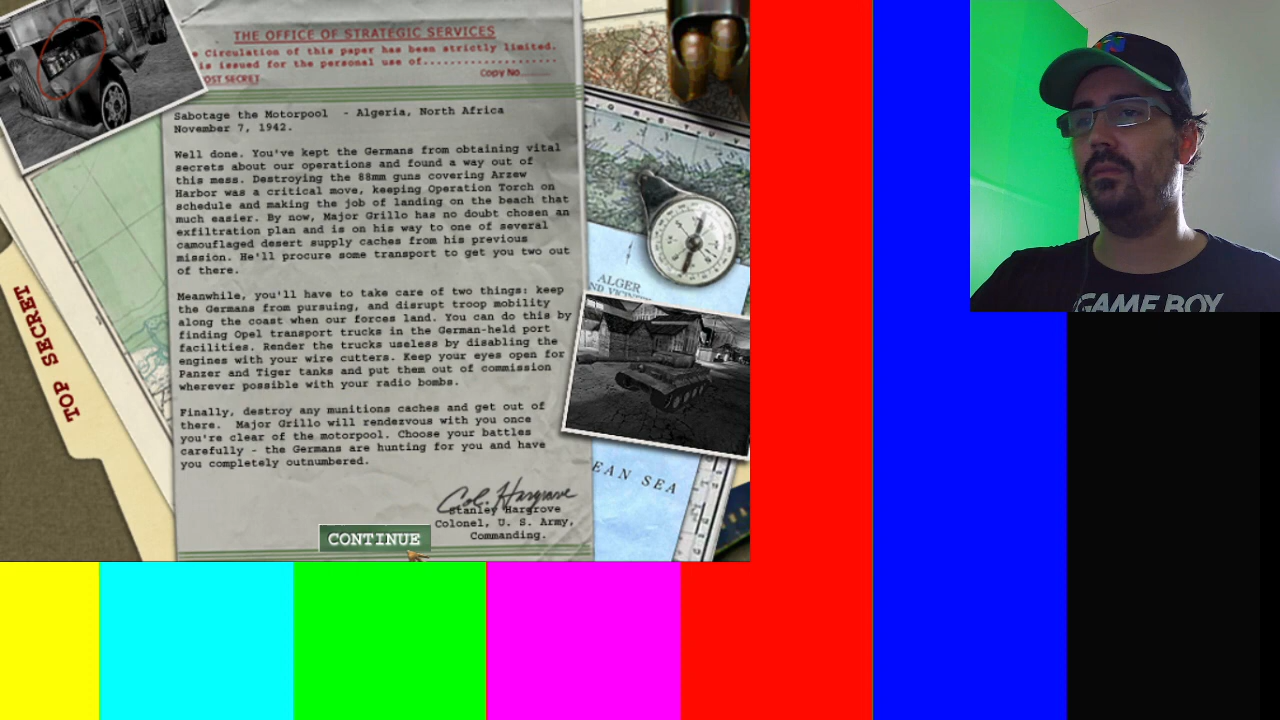 THE OFFICE OF STRATEGIC SERVICES
Circulation of this paper has been strictly limited.
is issued for the personal use of...................
Copy No.
Sabotage the Motorpool - Algeria, North Africa
November 7, 1942.
Well done. You've kept the Germans from obtaining vital
secrets about our operations and found a way out of
this mess. Destroying the 88mm guns covering Arzew
Harbor was a critical move, keeping Operation Torch on
schedule and making the job of landing on the beach that
much easier. By now, Major Grillo has no doubt chosen an
exfiltration plan and is on his way to one of several
camouflaged desert supply caches from his previous
mission. He'll procure some transport to get you two out
of there.
Meanwhile, you'll have to take care of two things: keep
the Germans from pursuing, and disrupt troop mobility
along the coast when our forces land. You can do this by
finding Opel transport trucks in the German-held port
facilities. Render the trucks useless by disabling the
engines with your wire cutters. Keep your eyes open for
Panzer and Tiger tanks and put them out of commission
wherever possible with your radio bombs.
Finally, destroy any munitions caches and get out of
there. Major Grillo will rendezvous with you once
you're clear of the motorpool. Choose your battles
carefully - the Germans are hunting for you and have
you completely outnumbered.
Col. Hargrove
Stanley Hargrove
Colonel, U. S. Army,
Commanding.
CONTINUE
TOP SECRET
ALGER
EAN SEA
GAME BOY